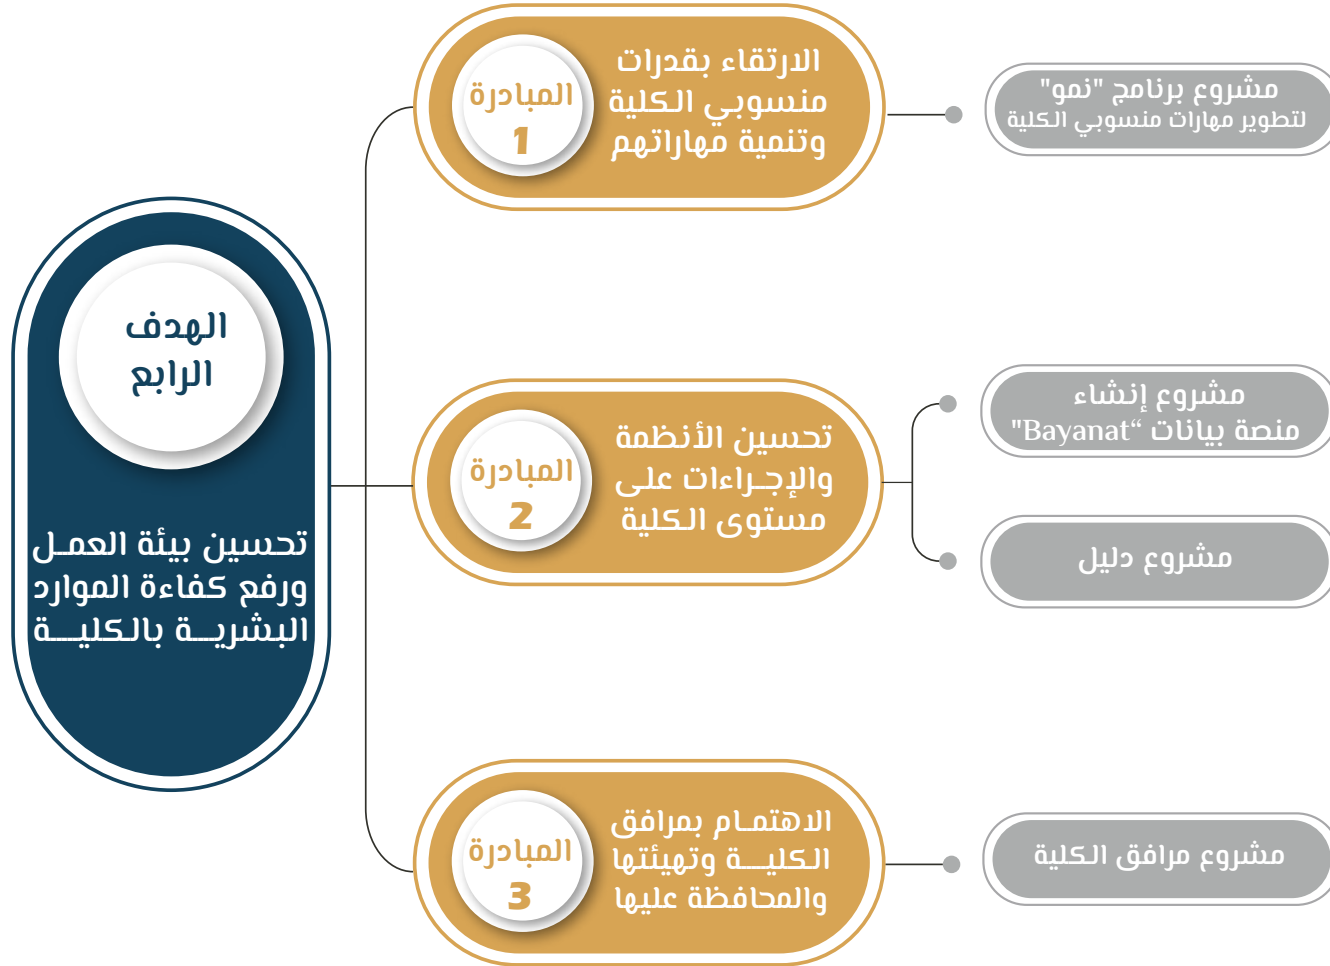 الهدف
الرابع
تحسين بيئة العمل
ورفع كفاءة الموارد
البشرية بالكلية
المبادرة
1
الارتقاء بقدرات
منسوبي الكلية
وتنمية مهاراتهم
مشروع برنامج "نمو"
لتطوير مهارات منسوبي الكلية
المبادرة
2
تحسين الأنظمة
والإجراءات على
مستوى الكلية
مشروع إنشاء
منصة بيانات “Bayanat"
مشروع دليل
المبادرة
3
الاهتمام بمرافق
الكلية وتهيئتها
والمحافظة عليها
مشروع مرافق الكلية